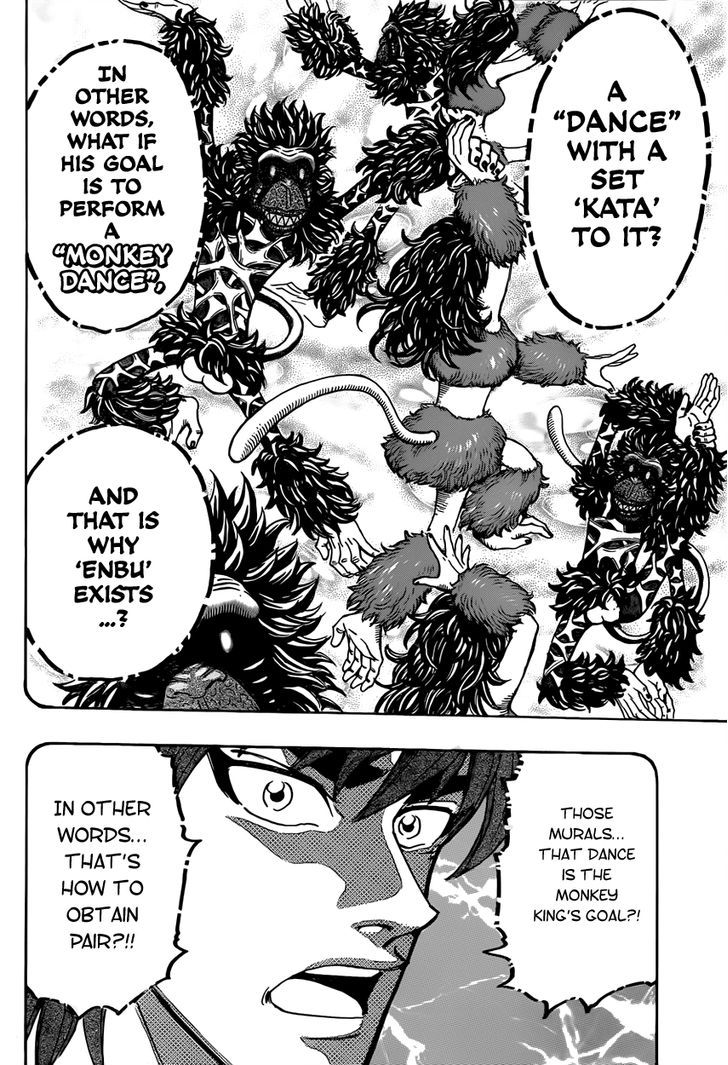 A
"DANCE"
WITH A
SET
'KATA'
TO IT?
IN
OTHER
WORDS,
WHAT IF
HIS GOAL
IS TO
PERFORM
A
"MONKEY
DANCE",
AND
THAT IS
WHY
'ENBU'
EXISTS
...?
THOSE
MURALS...
THAT DANCE
IS THE
MONKEY
KING'S GOAL?!
IN OTHER
WORDS...
THAT'S
HOW TO
OBTAIN
PAIR?!!